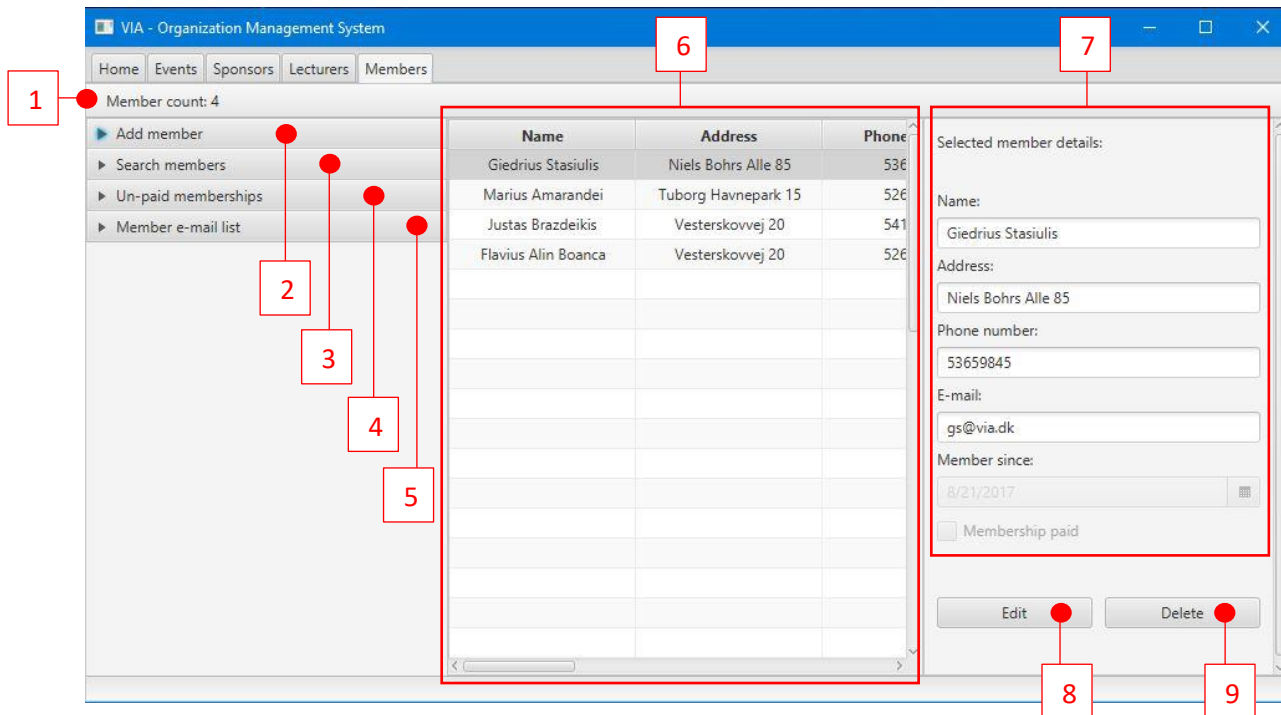 VIA - Organization Management System
6
7
Home Events Sponsors Lecturers Members
1
Member count: 4
Add member
Search members
Un-paid memberships
Member e-mail list
2
3
4
5
Name Address Phone
Giedrius Stasiulis Niels Bohrs Alle 85 536
Marius Amarandei Tuborg Havnepark 15 526
Justas Brazdeikis Vesterskovvej 20 541
Flavius Alin Boanca Vesterskovvej 20 526
Selected member details:
Name:
Giedrius Stasiulis
Address:
Niels Bohrs Alle 85
Phone number:
53659845
E-mail:
gs@via.dk
Member since:
8/21/2017
Membership paid
Edit Delete
8 9